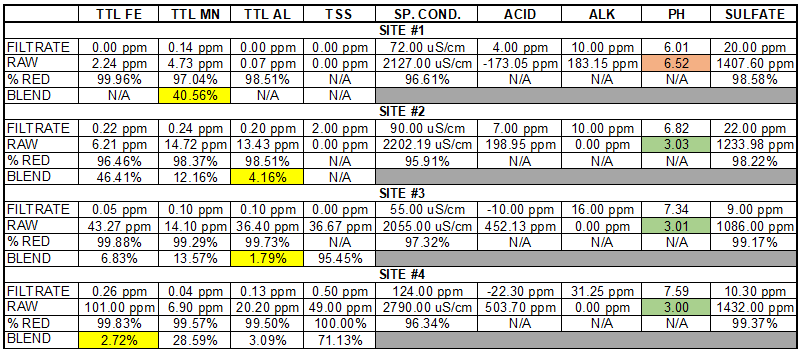 TTL FE TTL MN TTL AL TSS SP. COND. ACID ALK PH SULFATE
SITE #1
FILTRATE 0.00 ppm 0.14 ppm 0.00 ppm 0.00 ppm 72.00 uS/cm 4.00 ppm 10.00 ppm 6.01 20.00 ppm
RAW 2.24 ppm 4.73 ppm 0.07 ppm 0.00 ppm 2127.00 uS/cm -173.05 ppm 183.15 ppm 6.52 1407.60 ppm
% RED 99.96% 97.04% 98.51% N/A 96.61% N/A N/A N/A 98.58%
BLEND N/A 40.56% N/A N/A
SITE #2
FILTRATE 0.22 ppm 0.24 ppm 0.20 ppm 2.00 ppm 90.00 uS/cm 7.00 ppm 10.00 ppm 6.82 22.00 ppm
RAW 6.21 ppm 14.72 ppm 13.43 ppm 0.00 ppm 2202.19 uS/cm 198.95 ppm 0.00 ppm 3.03 1233.98 ppm
% RED 96.46% 98.37% 98.51% N/A 95.91% N/A N/A N/A 98.22%
BLEND 46.41% 12.16% 4.16% N/A
SITE #3
FILTRATE 0.05 ppm 0.10 ppm 0.10 ppm 0.00 ppm 55.00 uS/cm -10.00 ppm 16.00 ppm 7.34 9.00 ppm
RAW 43.27 ppm 14.10 ppm 36.40 ppm 36.67 ppm 2055.00 uS/cm 452.13 ppm 0.00 ppm 3.01 1086.00 ppm
% RED 99.88% 99.29% 99.73% N/A 97.32% N/A N/A N/A 99.17%
BLEND 6.83% 13.57% 1.79% 95.45%
SITE #4
FILTRATE 0.26 ppm 0.04 ppm 0.13 ppm 0.50 ppm 124.00 ppm -22.30 ppm 31.25 ppm 7.59 10.30 ppm
RAW 101.00 ppm 6.90 ppm 20.20 ppm 49.00 ppm 2790.00 uS/cm 503.70 ppm 0.00 ppm 3.00 1432.00 ppm
% RED 99.83% 99.57% 99.50% 100.00% 96.34% N/A N/A N/A 99.37%
BLEND 2.72% 28.59% 3.09% 71.13%